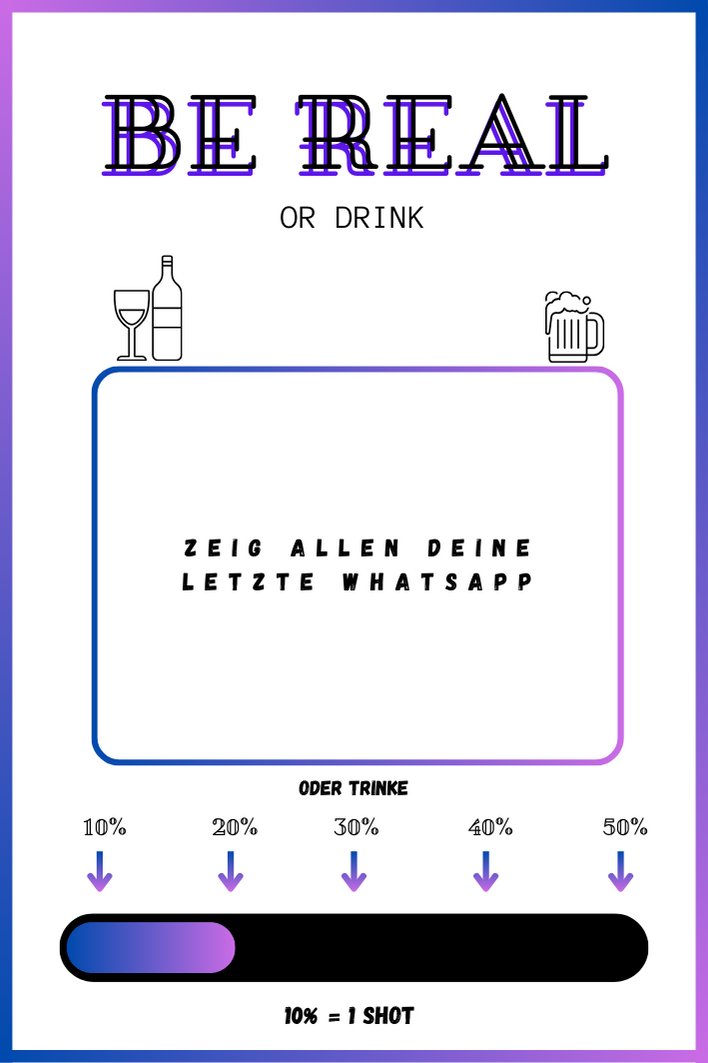 BE REAL
OR DRINK
ZEIG ALLEN DEINE
LETZTE WHATSAPP
ODER TRINKE
10% 20% 30% 40% 50%
10% = 1 SHOT